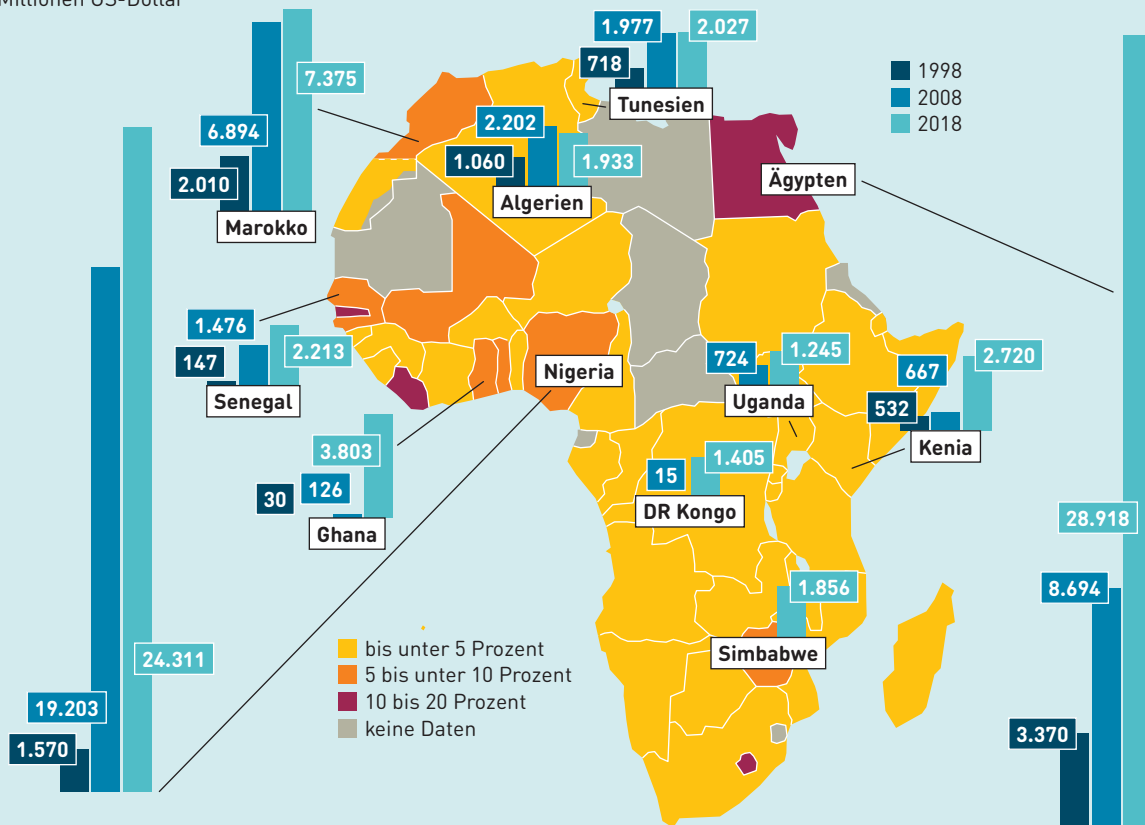 Millionen US-Dollar
1.977
2.027
718
Tunesien
1998
2008
2018
7.375
6.894
2.010
Marokko
2.202
1.060
1.933
Algerien
Ägypten
1.476
147
2.213
Senegal
Nigeria
724
1.245
Uganda
2.720
667
532
Kenia
3.803
126
30
Ghana
1.405
15
DR Kongo
28.918
8.694
3.370
1.856
Simbabwe
bis unter 5 Prozent
5 bis unter 10 Prozent
10 bis 20 Prozent
keine Daten
24.311
19.203
1.570